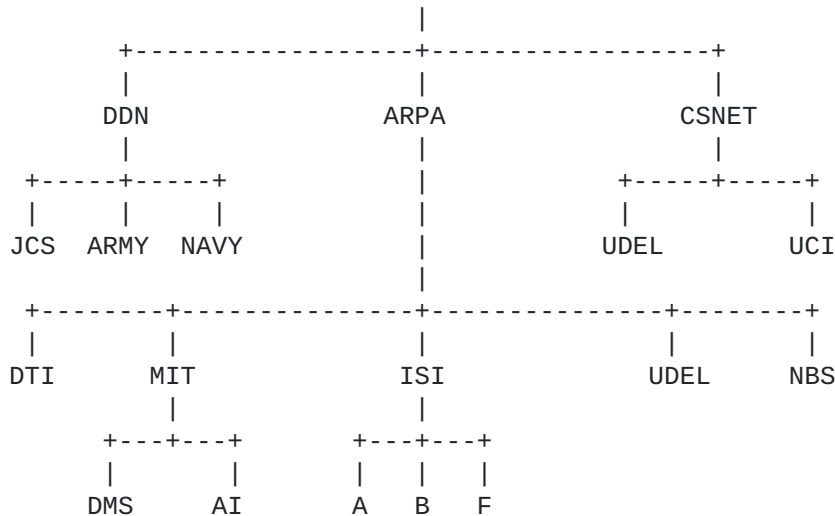 DDN ARPA CSNET
JCS ARMY NAVY UDEL UCI
DTI MIT ISI UDEL NBS
DMS AI A B F